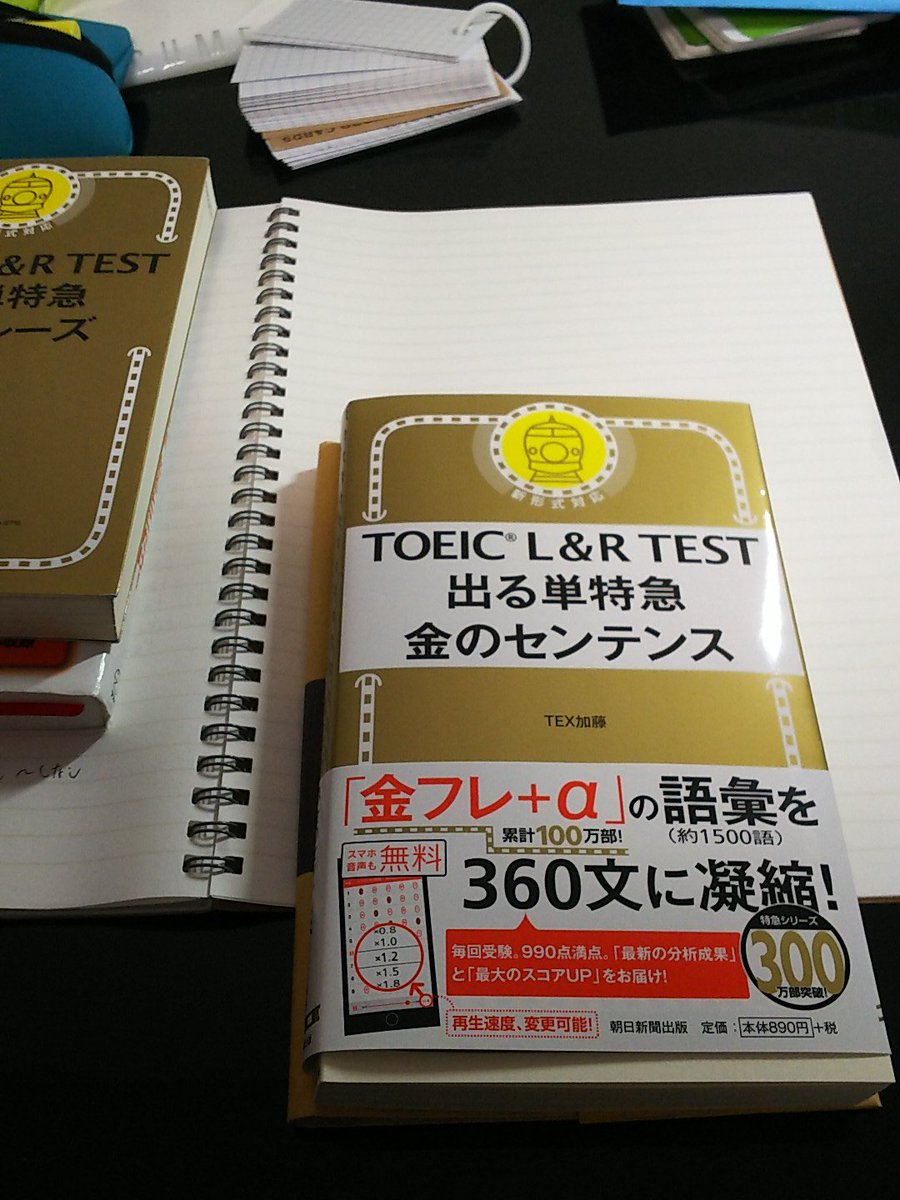 &R TEST
特急
レーズ
新形式対応
TOEIC® L&R TEST
出る単特急
金のセンテンス
TEX加藤
「金フレ+α」の語彙を
累計100万部!
(約1500語)
スマホ
音声も無料
360文に凝縮!
×0.8
×1.0
×1.2
×1.5
×1.8
毎回受験。990点満点。「最新の分析成果」
と「最大のスコアUP」をお届け!
特急シリーズ
300
万部突破!
再生速度、変更可能!
朝日新聞出版 定価:本体890円+税
〜しない